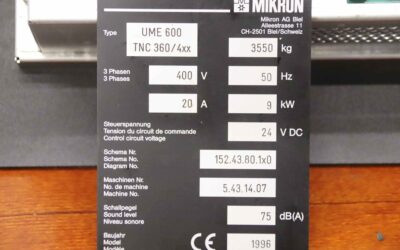 MIKRON
Mikron AG Biel
Alleestrasse 11
CH-2501 Biel/Schweiz
Type UME 600
TNC 360/4xx
3550 kg
3 Phasen
3 Phases
400 V
50 Hz
20 A
9 kW
Steuerspannung
Tension du circuit de commande
Control circuit voltage
24 V DC
Schema Nr.
Schema No.
Diagram No.
152.43.80.1x0
Maschinen Nr.
No. de machine
Machine No.
5.43.14.07
Schallpegel
Sound level
Niveau sonore
75 dB(A)
Baujahr
Model
Modèle
CE
1996